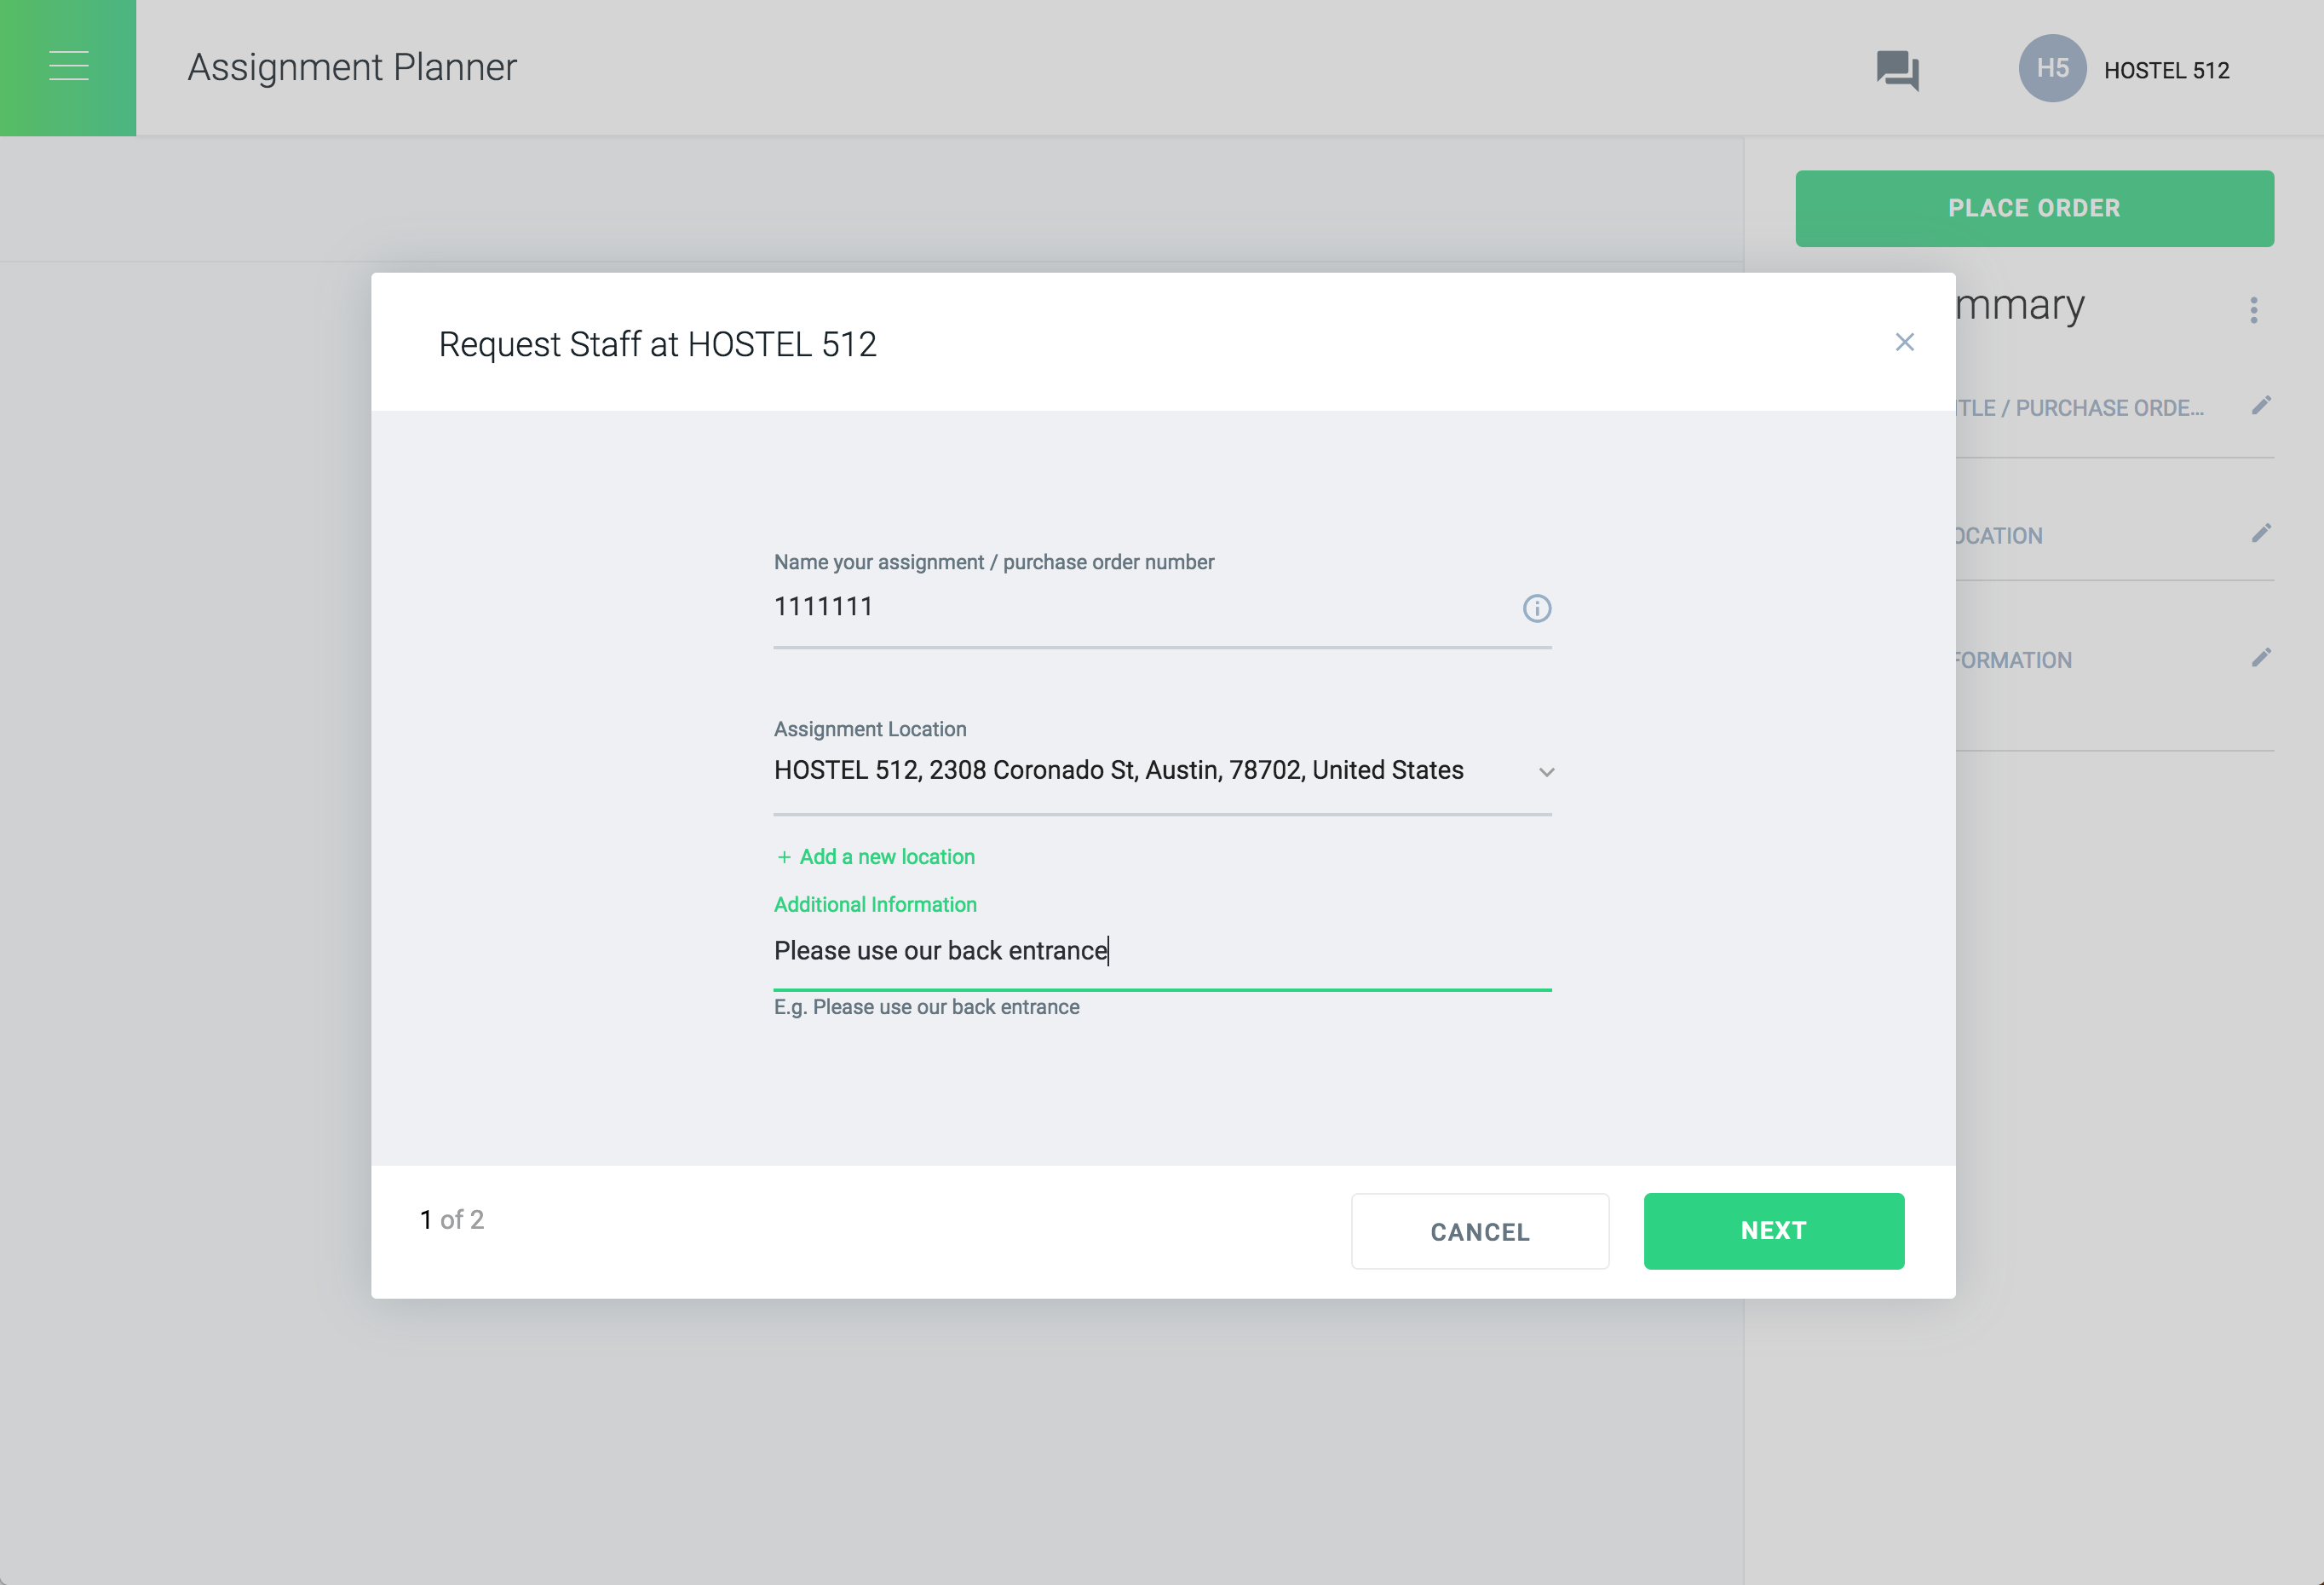 Assignment Planner
H5 HOSTEL 512
PLACE ORDER
mmary
Request Staff at HOSTEL 512
TLE / PURCHASE ORDE...
Name your assignment / purchase order number
1111111
OCATION
FORMATION
Assignment Location
HOSTEL 512, 2308 Coronado St, Austin, 78702, United States
+ Add a new location
Additional Information
Please use our back entrance
E.g. Please use our back entrance
1 of 2
CANCEL
NEXT